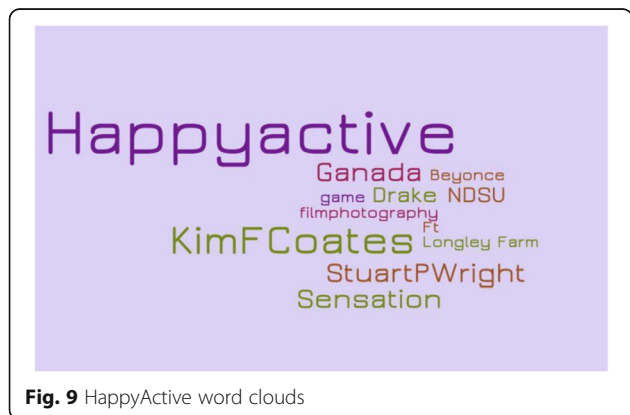 Happyactive
Ganada Beyonce
game Drake NDSU
filmphotography
Ft
KimFCoates Longley Farm
StuartPWright
Sensation
Fig. 9 HappyActive word clouds